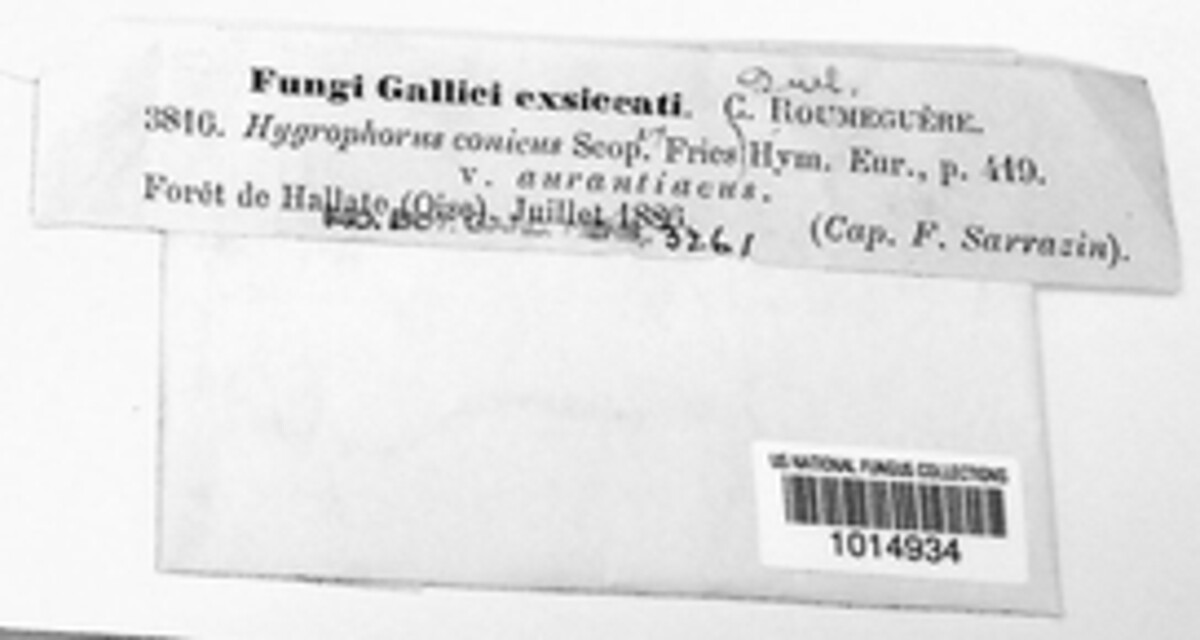 Fungi Gallici exsiccati. C. ROUMEGUÈRE.
3816. Hygrophorus conicus Scop. Fries) Hym. Eur., p. 419.
v. aurantiacus.
Forêt de Hallate (Oise), Juillet 1886.
3261
(Cap. F. Sarrazin).
US NATIONAL FUNGUS COLLECTIONS
1014934